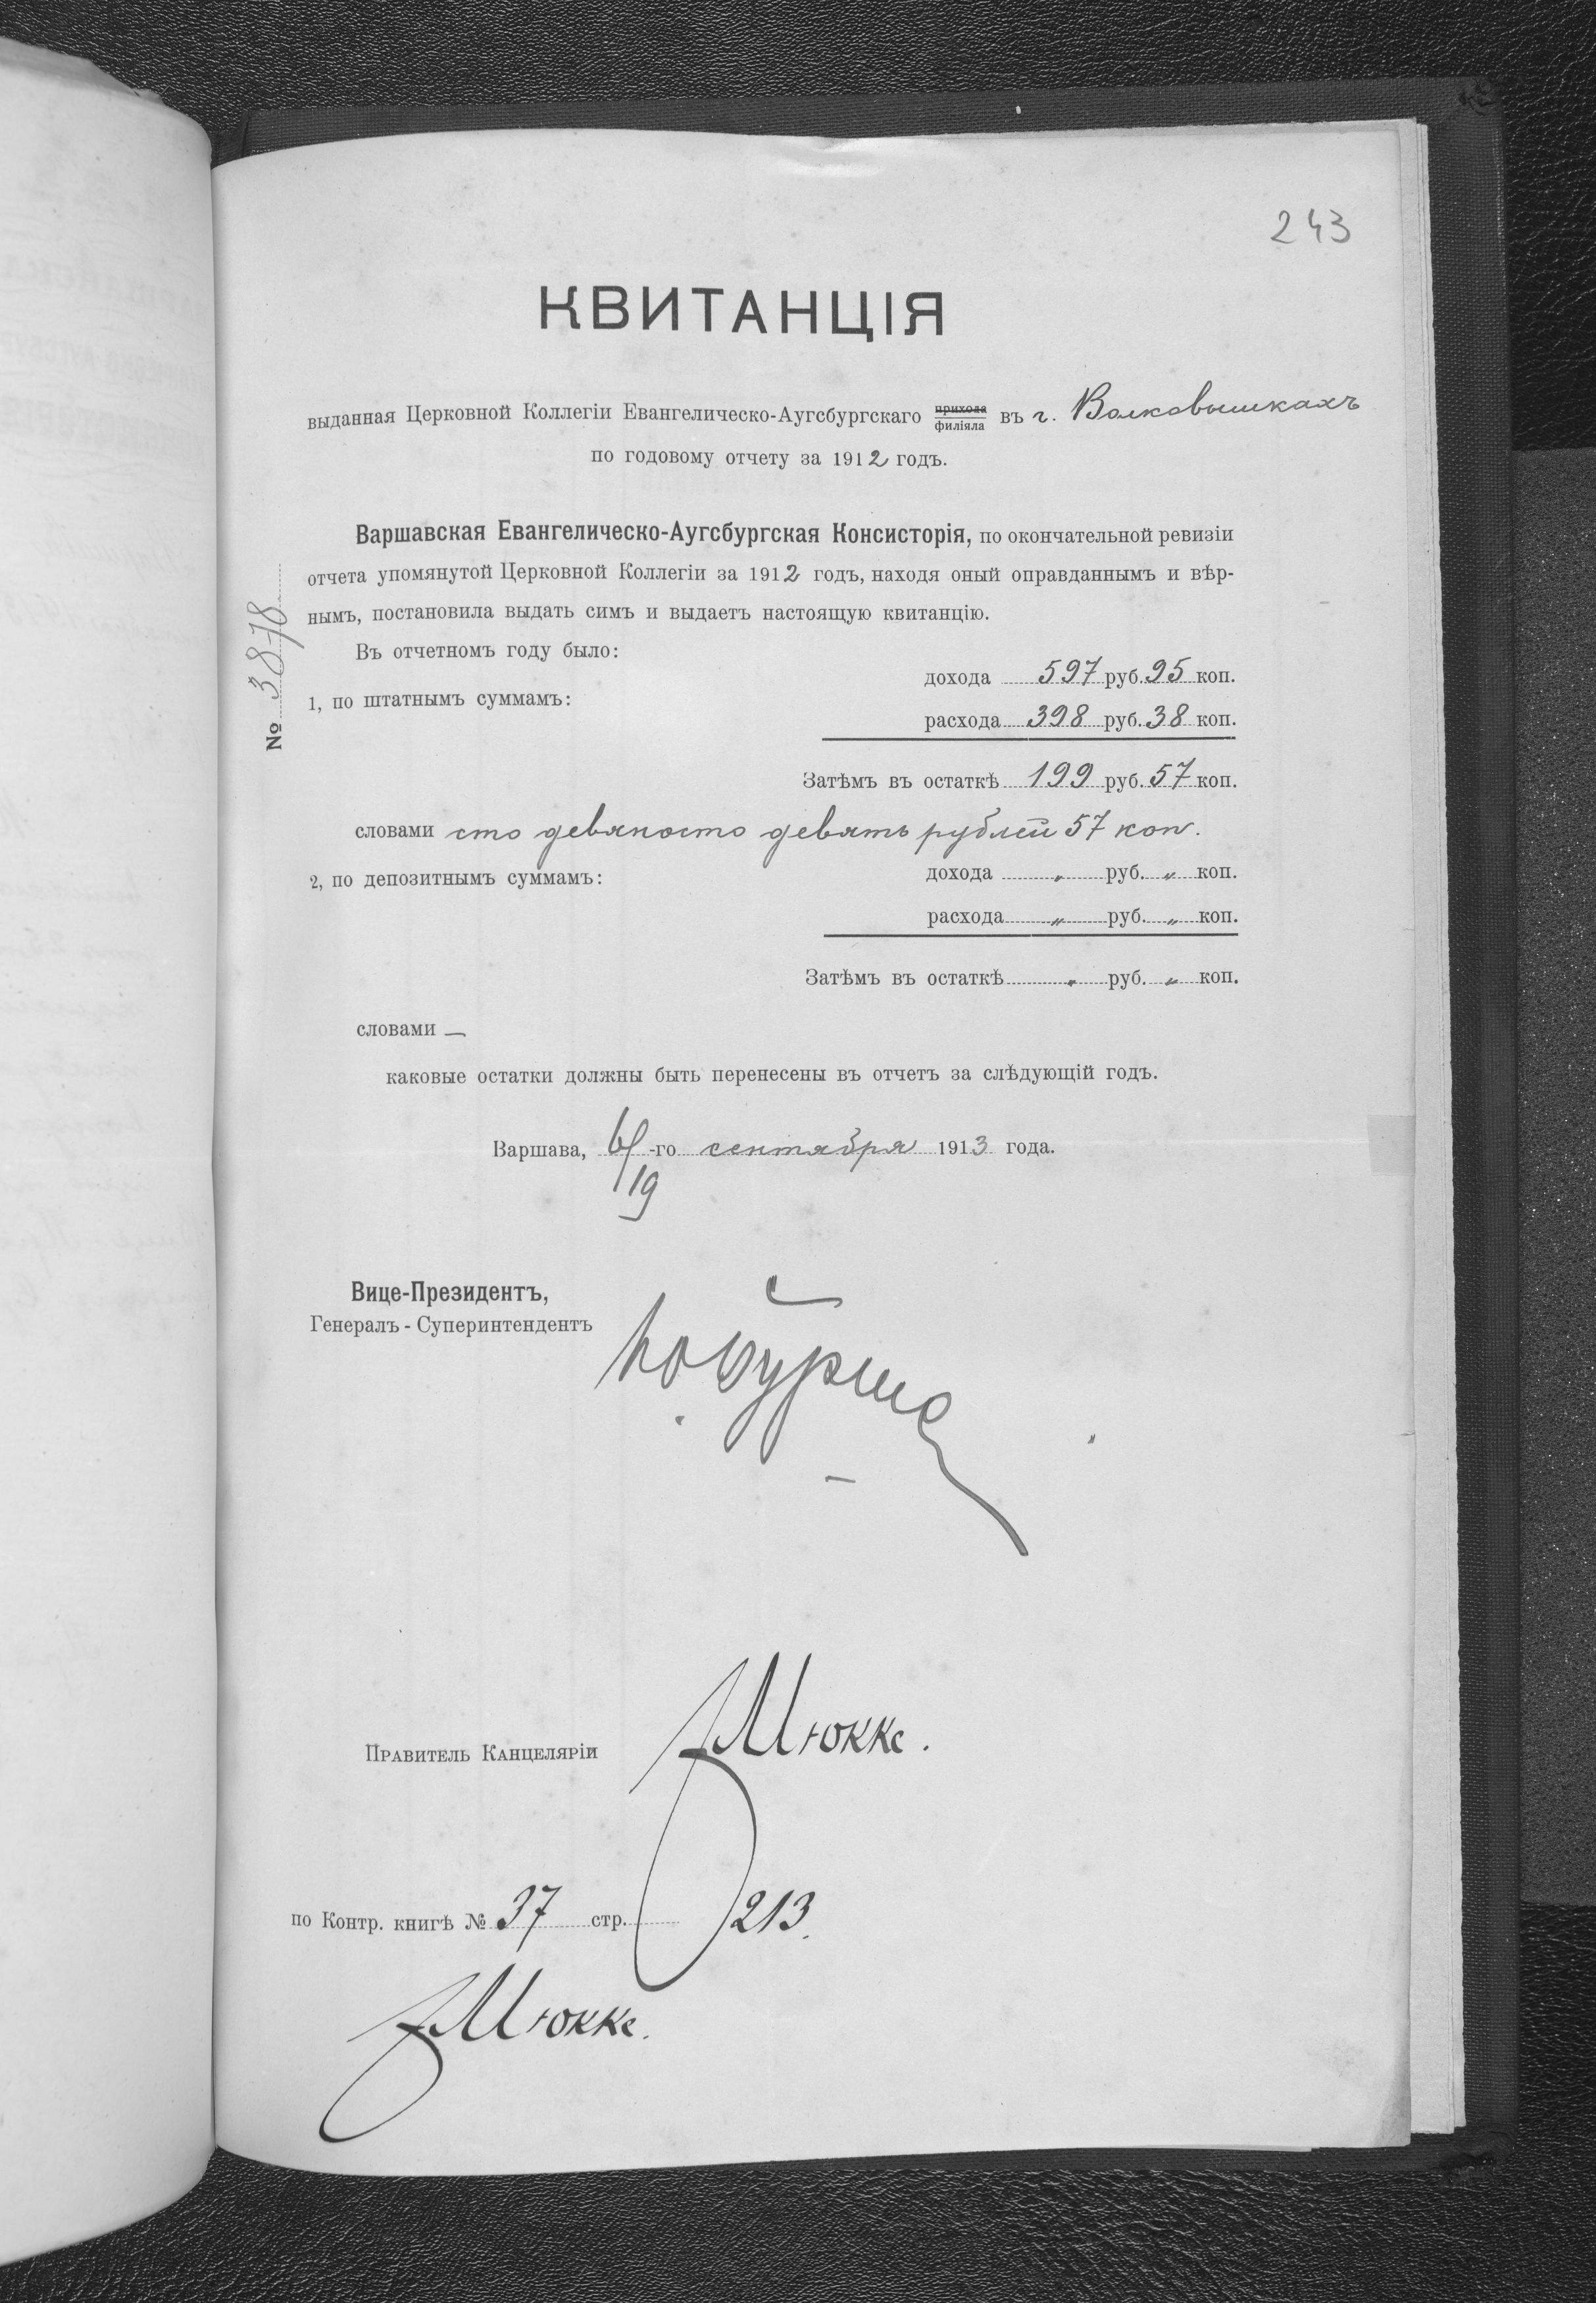 243
КВИТАНЦІЯ
выданная Церковной Коллегіи Евангелическо-Аугсбургскаго прихода филіяла въ г. Волковышкахъ
по годовому отчету за 1912 годъ.
Варшавская Евангелическо-Аугсбургская Консисторія, по окончательной ревизіи
отчета упомянутой Церковной Коллегіи за 1912 годъ, находя оный оправданнымъ и вѣр-
нымъ, постановила выдать симъ и выдаетъ настоящую квитанцію.
№ 3878
Въ отчетномъ году было:
дохода 597 руб. 95 коп.
1, по штатнымъ суммамъ:
расхода 398 руб. 38 коп.
Затѣмъ въ остаткѣ 199 руб. 57 коп.
словами сто девяносто девять рублей 57 коп.
2, по депозитнымъ суммамъ:
дохода „ руб. „ коп.
расхода „ руб. „ коп.
Затѣмъ въ остаткѣ „ руб. „ коп.
словами —
каковые остатки должны быть перенесены въ отчетъ за слѣдующій годъ.
Варшава, 6/19-го сентября 1913 года.
Вице-Президентъ,
Генералъ-Суперинтендентъ
Правитель Канцеляріи Мюкке.
по Контр. книгѣ № 37 стр. 213.
Мюкке.